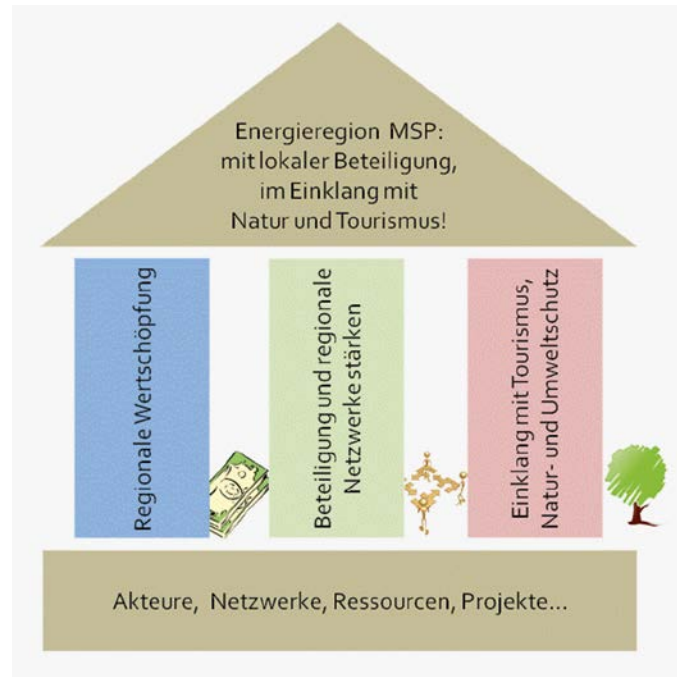 Energieregion MSP:
mit lokaler Beteiligung,
im Einklang mit
Natur und Tourismus!
Regionale Wertschöpfung
Beteiligung und regionale
Netzwerke stärken
Einklang mit Tourismus,
Natur- und Umweltschutz
Akteure, Netzwerke, Ressourcen, Projekte...